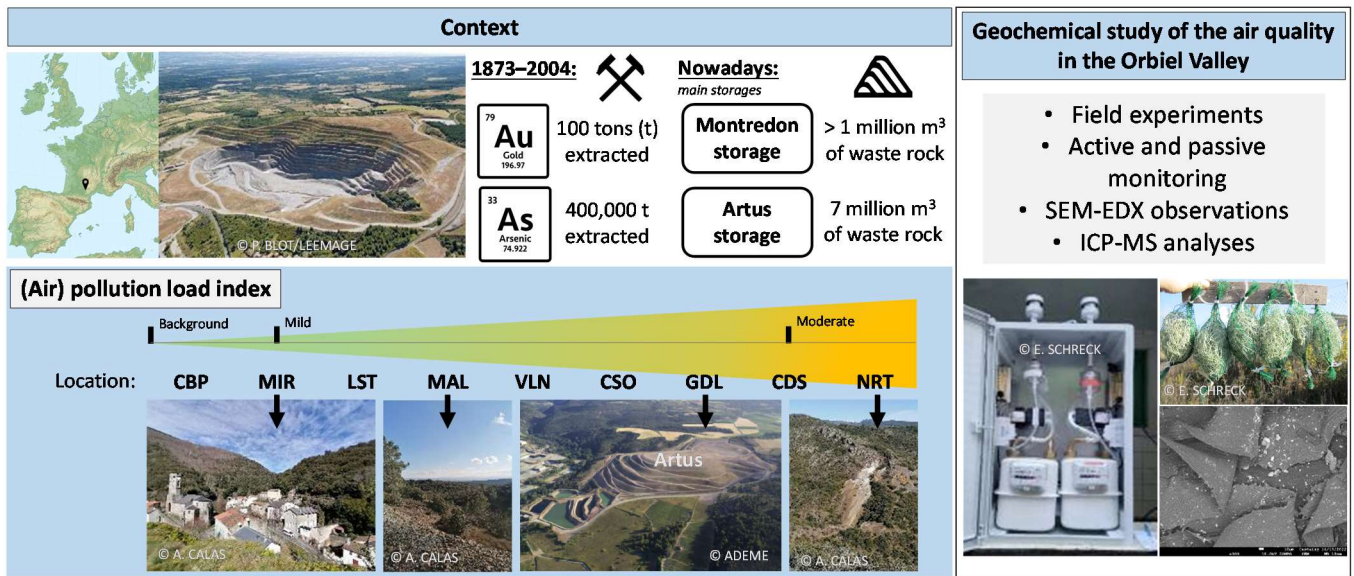 Context
1873–2004:
79
Au
Gold
196.97
100 tons (t)
extracted
33
As
Arsenic
74.922
400,000 t
extracted
Nowadays:
main storages
Montredon
storage
> 1 million m³
of waste rock
Artus
storage
7 million m³
of waste rock
© P. BLOT/LEEMAGE
(Air) pollution load index
Background
Mild
Moderate
Location: CBP MIR LST MAL VLN CSO GDL CDS NRT
© A. CALAS
© A. CALAS
Artus
© ADEME
© A. CALAS
Geochemical study of the air quality
in the Orbiel Valley
• Field experiments
• Active and passive
monitoring
• SEM-EDX observations
• ICP-MS analyses
© E. SCHRECK
© E. SCHRECK